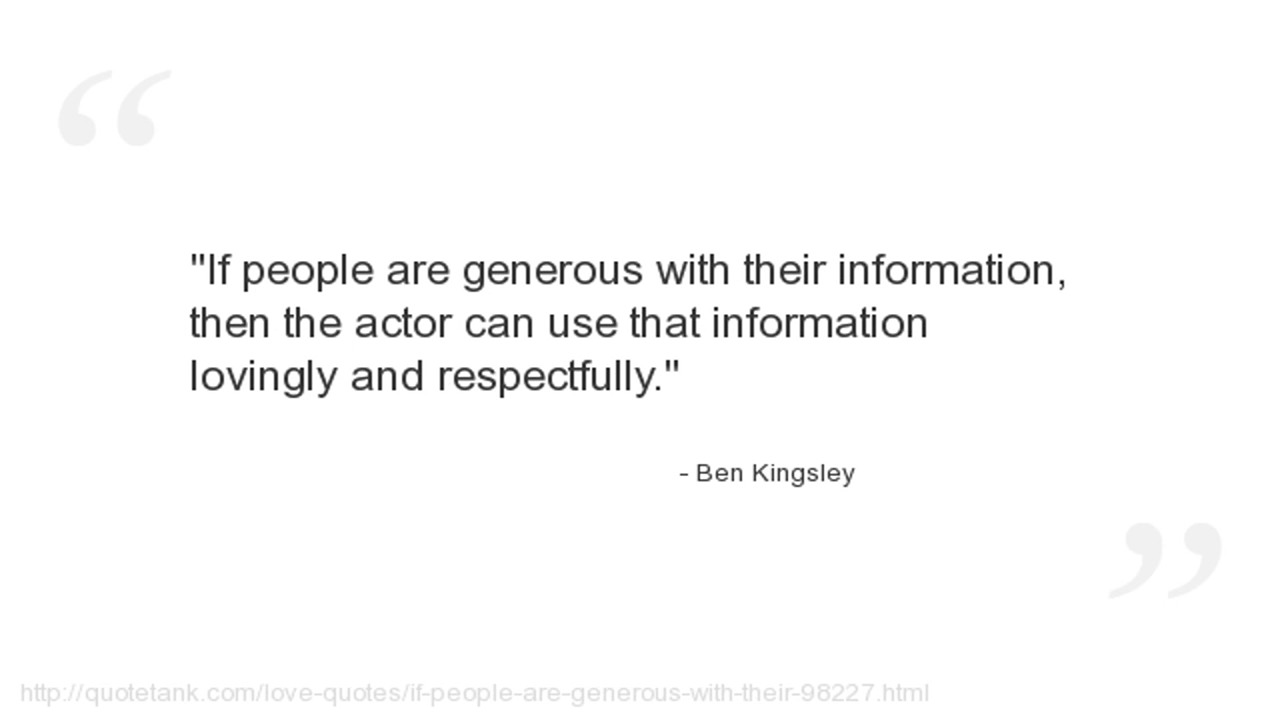 “
"If people are generous with their information,
then the actor can use that information
lovingly and respectfully."
- Ben Kingsley
”
http://quotetank.com/love-quotes/if-people-are-generous-with-their-98227.html